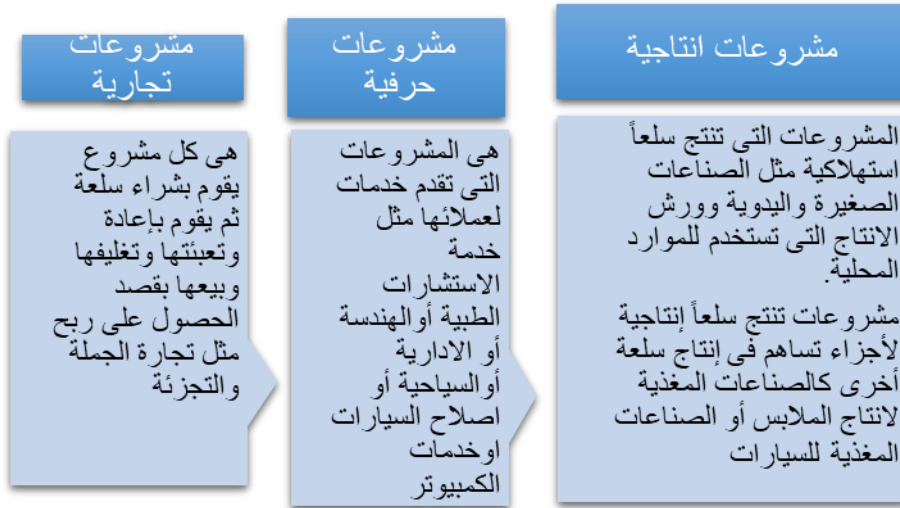 مشروعات انتاجية
المشروعات التى تنتج سلعاً
استهلاكية مثل الصناعات
الصغيرة واليدوية وورش
الانتاج التى تستخدم للموارد
المحلية.
مشروعات تنتج سلعاً إنتاجية
لأجزاء تساهم فى إنتاج سلعة
أخرى كالصناعات المغذية
لانتاج الملابس أو الصناعات
المغذية للسيارات
مشروعات
حرفية
هى المشروعات
التى تقدم خدمات
لعملائها مثل
خدمة
الاستشارات
الطبية أوالهندسة
أو الادارية
أوالسياحية أو
اصلاح السيارات
اوخدمات
الكمبيوتر
مشروعات
تجارية
هى كل مشروع
يقوم بشراء سلعة
ثم يقوم بإعادة
وتعبئتها وتغليفها
وبيعها بقصد
الحصول على ربح
مثل تجارة الجملة
والتجزئة